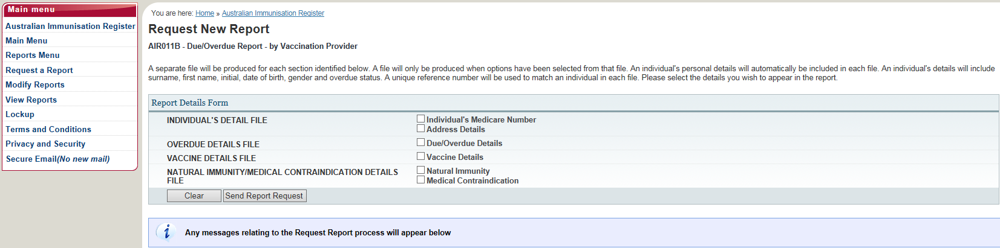 Main menu
Australian Immunisation Register
Main Menu
Reports Menu
Request a Report
Modify Reports
View Reports
Lockup
Terms and Conditions
Privacy and Security
Secure Email(No new mail)
You are here: Home » Australian Immunisation Register
Request New Report
AIR011B - Due/Overdue Report - by Vaccination Provider
A separate file will be produced for each section identified below. A file will only be produced when options have been selected from that file. An individual's personal details will automatically be included in each file. An individual's details will include
surname, first name, initial, date of birth, gender and overdue status. A unique reference number will be used to match an individual in each file. Please select the details you wish to appear in the report.
Report Details Form
INDIVIDUAL'S DETAIL FILE
Individual's Medicare Number
Address Details
OVERDUE DETAILS FILE
Due/Overdue Details
VACCINE DETAILS FILE
Vaccine Details
NATURAL IMMUNITY/MEDICAL CONTRAINDICATION DETAILS
FILE
Natural Immunity
Medical Contraindication
Clear
Send Report Request
i
Any messages relating to the Request Report process will appear below